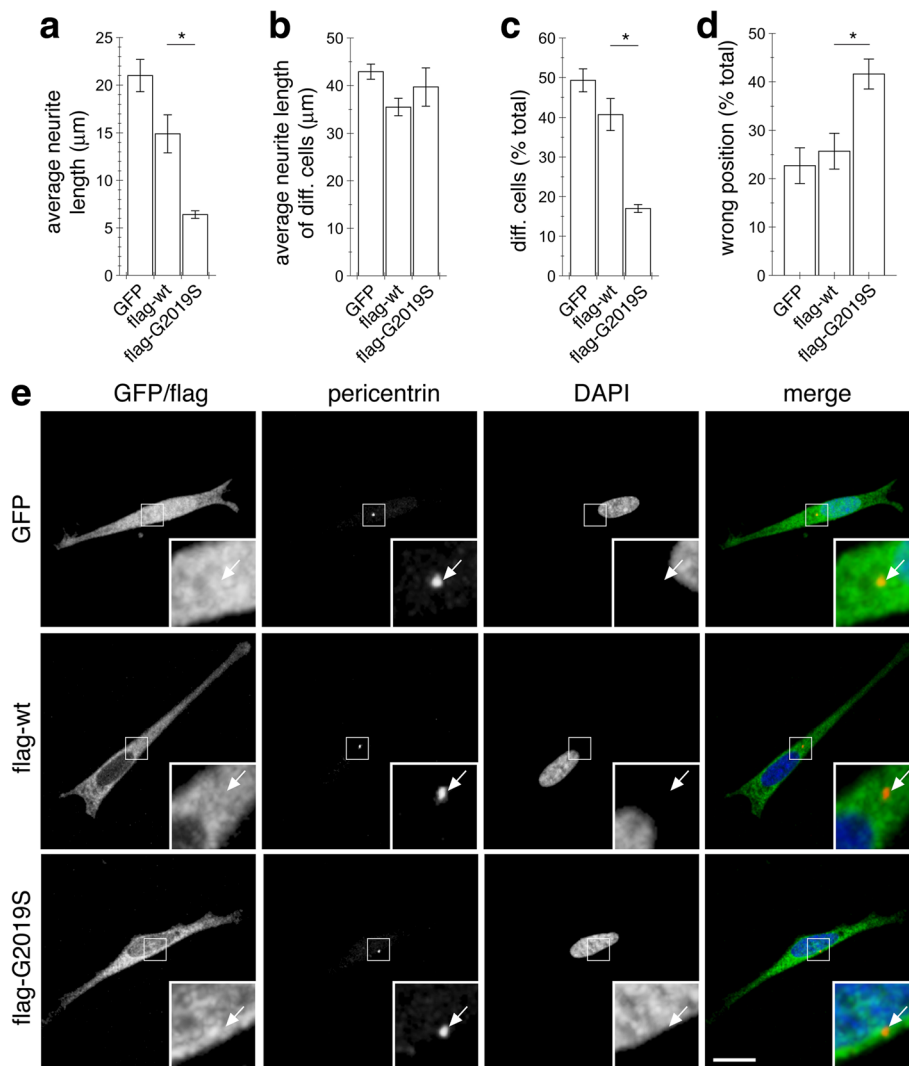 a
average neurite
length (μm)
25
20
15
10
5
0
*
GFP
flag-wt
flag-G2019S
b
average neurite length
of diff. cells (μm)
50
40
30
20
10
0
GFP
flag-wt
flag-G2019S
c
diff. cells (% total)
60
50
40
30
20
10
0
*
GFP
flag-wt
flag-G2019S
d
wrong position (% total)
50
40
30
20
10
0
*
GFP
flag-wt
flag-G2019S
e
GFP/flag
pericentrin
DAPI
merge
GFP
flag-wt
flag-G2019S